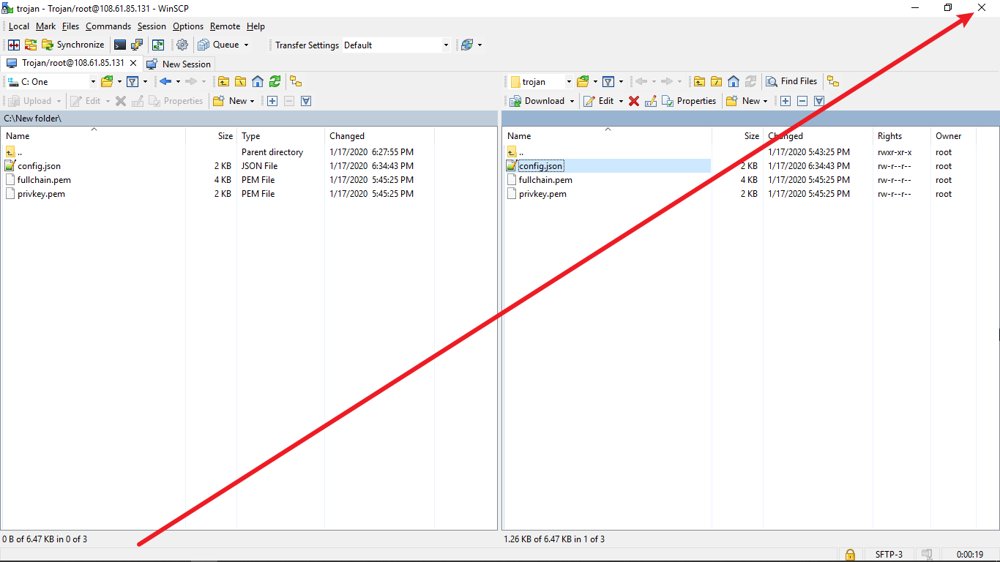 trojan - Trojan/root@108.61.85.131 - WinSCP
Local Mark Files Commands Session Options Remote Help
Synchronize Queue Transfer Settings Default
Trojan/root@108.61.85.131 New Session
C: One
Upload Edit Properties New
C:\New folder\
Name Size Type Changed
.. Parent directory 1/17/2020 6:27:55 PM
config.json 2 KB JSON File 1/17/2020 6:34:43 PM
fullchain.pem 4 KB PEM File 1/17/2020 5:45:25 PM
privkey.pem 2 KB PEM File 1/17/2020 5:45:25 PM
0 B of 6.47 KB in 0 of 3
trojan Find Files
Download Edit Properties New
Name Size Changed Rights Owner
.. 1/17/2020 5:43:25 PM rwxr-xr-x root
config.json 2 KB 1/17/2020 6:34:43 PM rw-r--r-- root
fullchain.pem 4 KB 1/17/2020 5:45:25 PM rw-r--r-- root
privkey.pem 2 KB 1/17/2020 5:45:25 PM rw-r--r-- root
1.26 KB of 6.47 KB in 1 of 3
SFTP-3 0:00:19